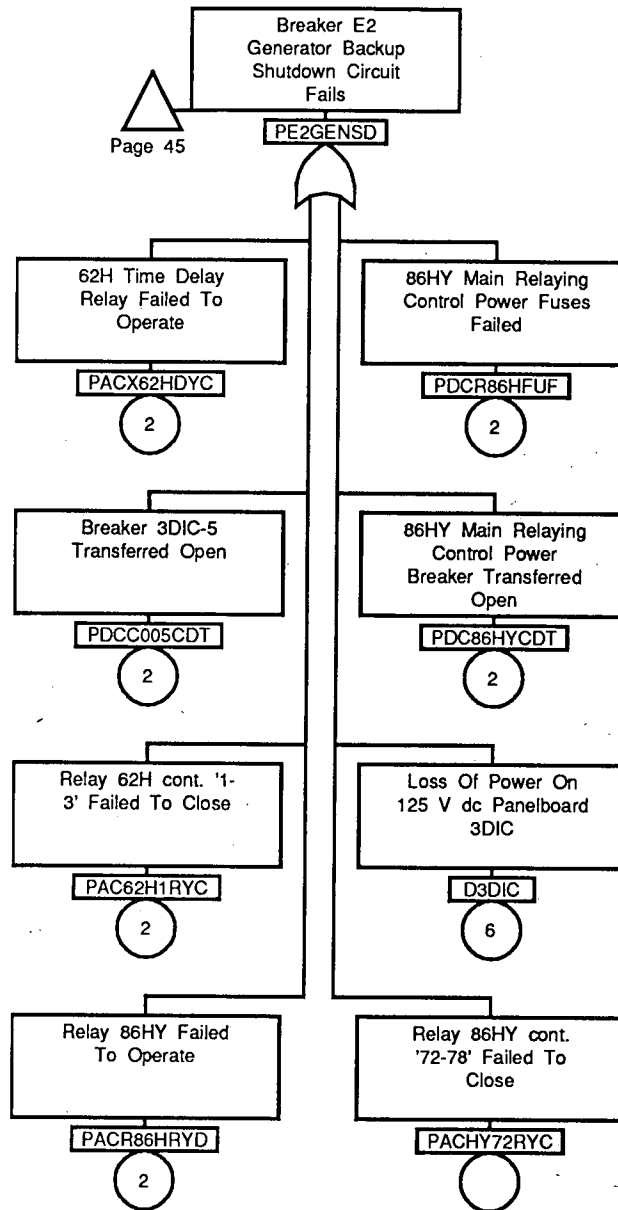 Breaker E2
Generator Backup
Shutdown Circuit
Fails
Page 45
PE2GENSD
62H Time Delay
Relay Failed To
Operate
PACX62HDYC
2
86HY Main Relaying
Control Power Fuses
Failed
PDCR86HFUF
2
Breaker 3DIC-5
Transferred Open
PDCC005CDT
2
86HY Main Relaying
Control Power
Breaker Transferred
Open
PDC86HYCDT
2
Relay 62H cont. '1-
3' Failed To Close
PAC62H1RYC
2
Loss Of Power On
125 V dc Panelboard
3DIC
D3DIC
6
Relay 86HY Failed
To Operate
PACR86HRYD
2
Relay 86HY cont.
'72-78' Failed To
Close
PACHY72RYC